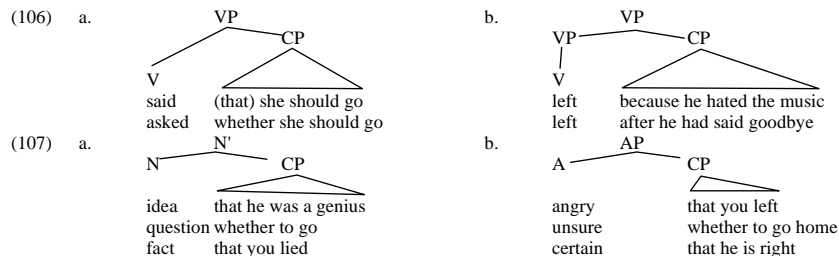 (106) a. VP b. VP
CP VP CP
V V
said (that) she should go left because he hated the music
asked whether she should go left after he had said goodbye
(107) a. N' b. AP
N CP A CP
idea that he was a genius angry that you left
question whether to go unsure whether to go home
fact that you lied certain that he is right